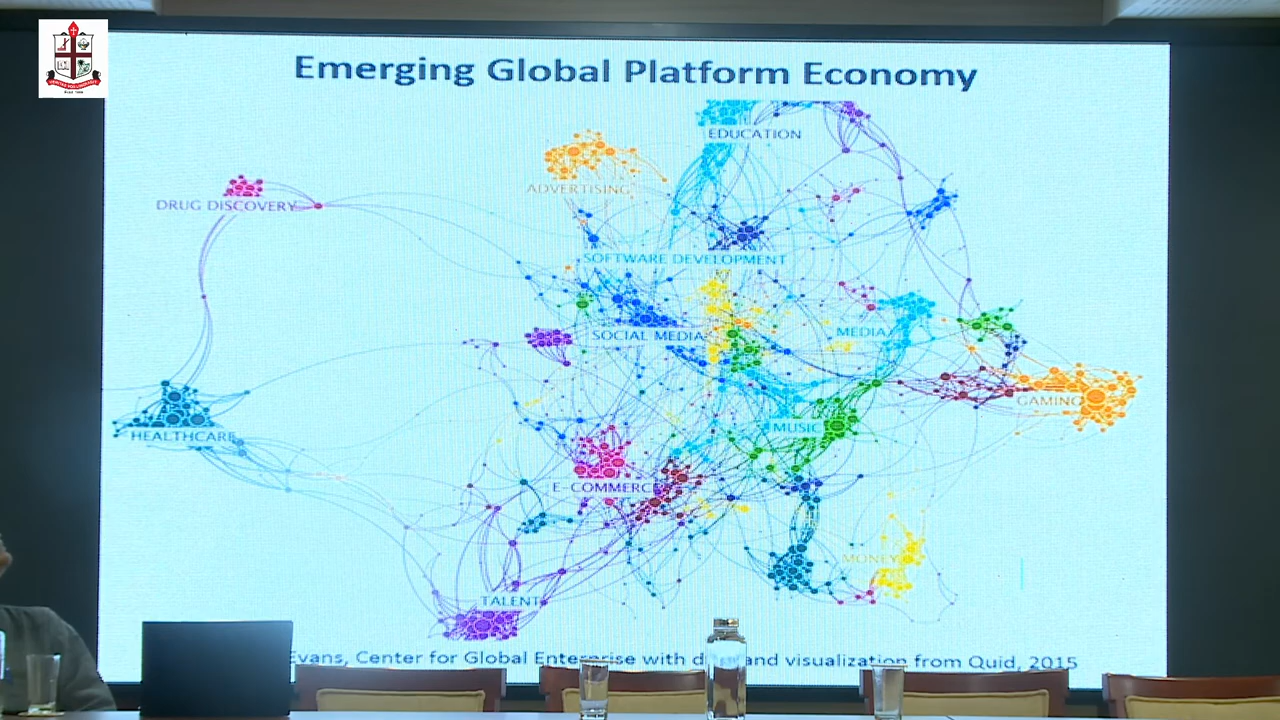 Emerging Global Platform Economy
EDUCATION
ADVERTISING
DRUG DISCOVERY
SOFTWARE DEVELOPMENT
SOCIAL MEDIA
MEDIA
GAMING
MUSIC
HEALTHCARE
E-COMMERCE
MONEY
TALENT
Evans, Center for Global Enterprise with data and visualization from Quid, 2015